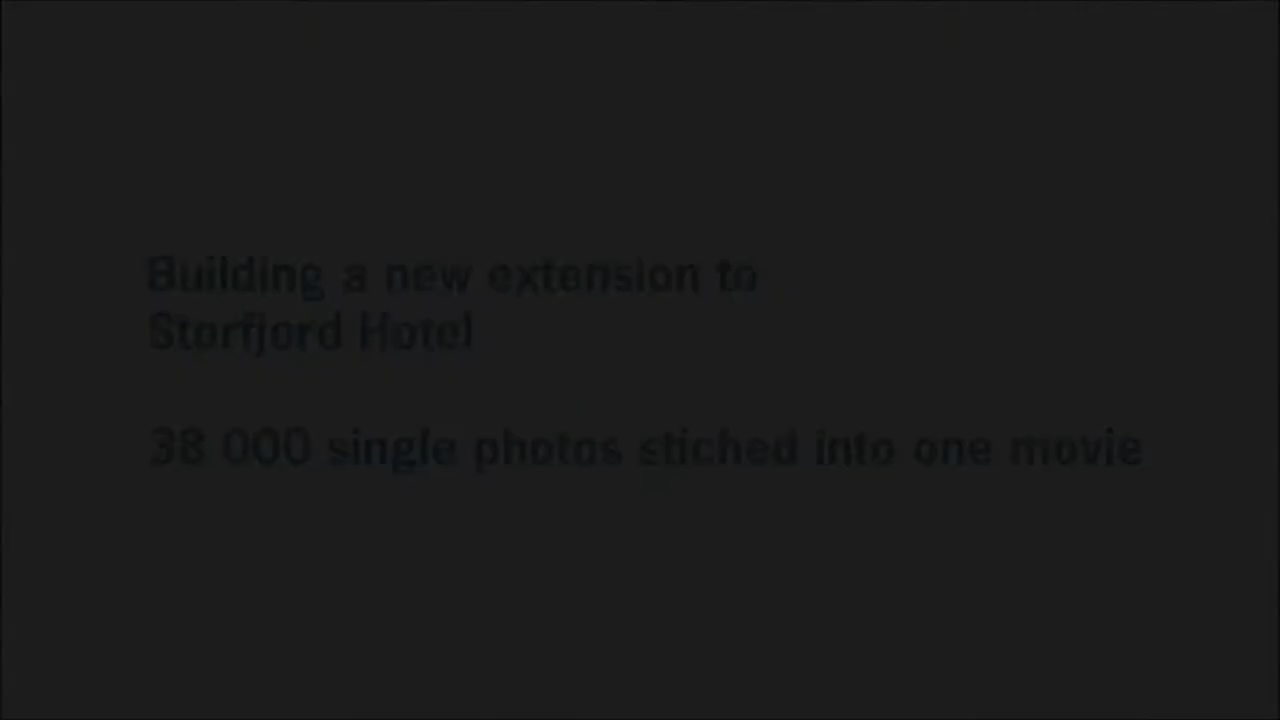 Building a new extension to
Storfjord Hotel
38 000 single photos stiched into one movie